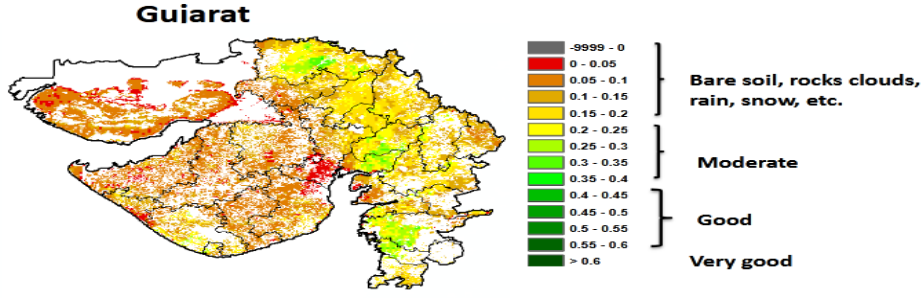 Gujarat
-9999 - 0
0 - 0.05
0.05 - 0.1
0.1 - 0.15
0.15 - 0.2
0.2 - 0.25
0.25 - 0.3
0.3 - 0.35
0.35 - 0.4
0.4 - 0.45
0.45 - 0.5
0.5 - 0.55
0.55 - 0.6
> 0.6
Bare soil, rocks clouds,
rain, snow, etc.
Moderate
Good
Very good